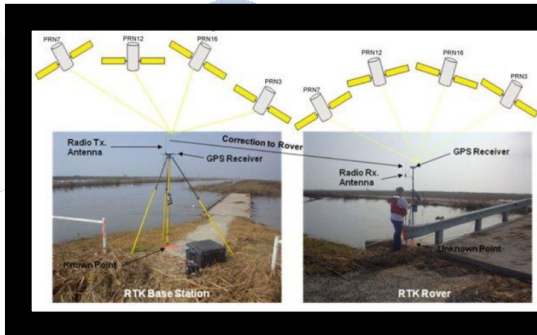 PRN7
PRN12
PRN16
PRN3
PRN7
PRN12
PRN16
PRN3
Radio Tx.
Antenna
GPS Receiver
Correction to Rover
Radio Rx.
Antenna
GPS Receiver
Known Point
Unknown Point
RTK Base Station
RTK Rover